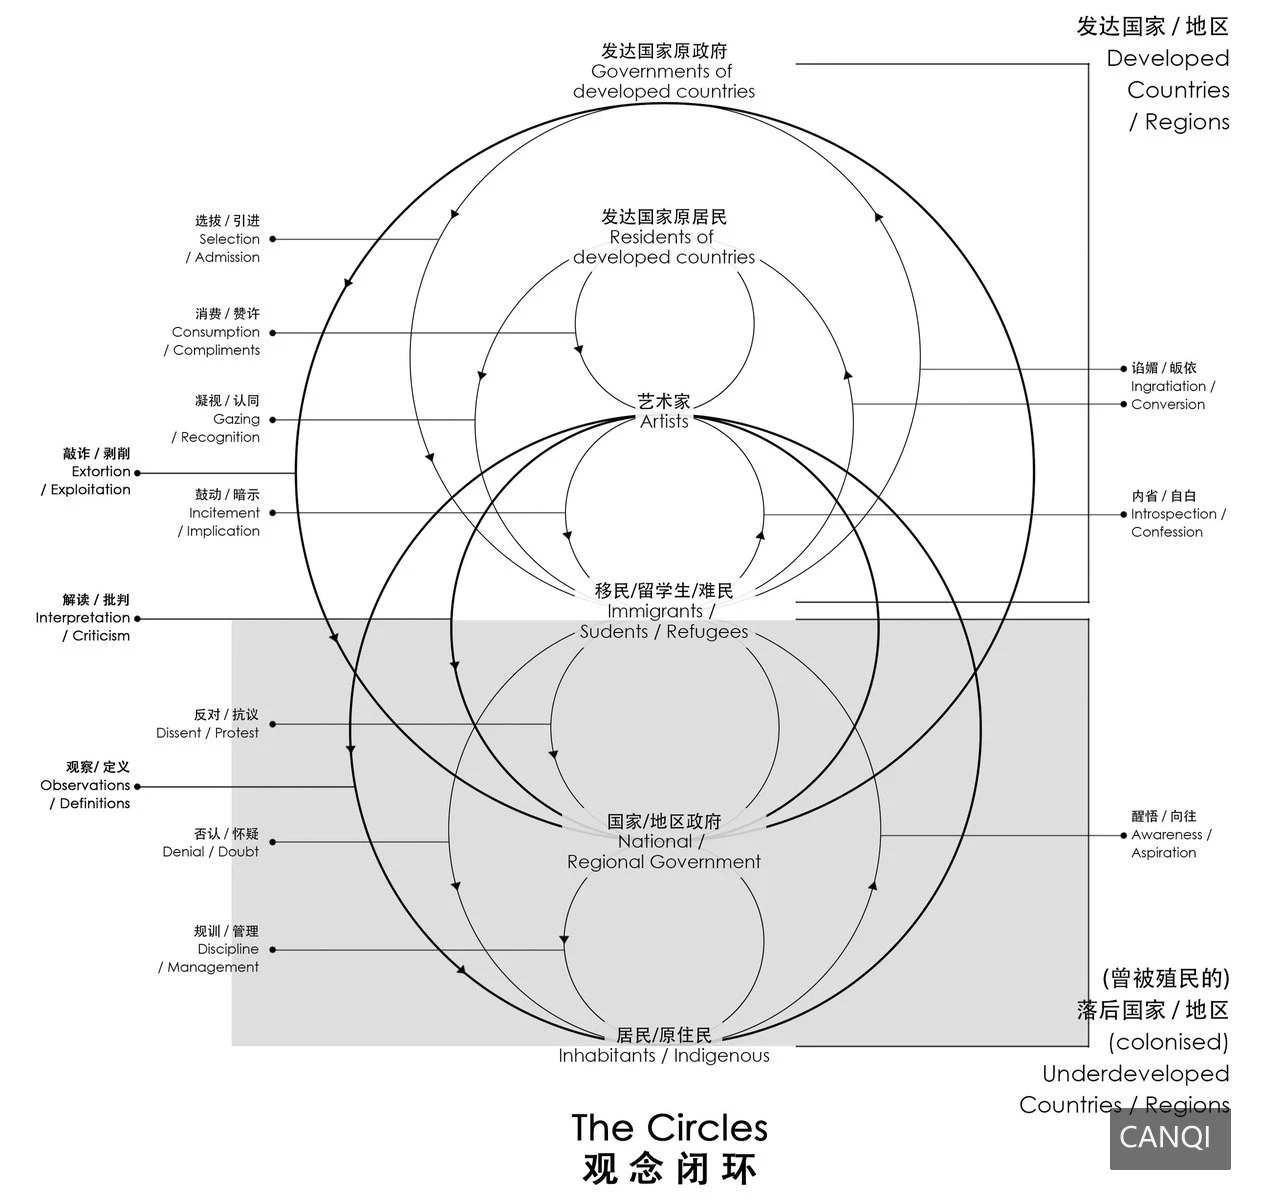 发达国家 / 地区
Developed
Countries
/ Regions
发达国家原政府
Governments of
developed countries
选拔 / 引进
Selection
/ Admission
发达国家原居民
Residents of
developed countries
消费 / 赞许
Consumption
/ Compliments
谄媚 / 皈依
Ingratiation /
Conversion
凝视 / 认同
Gazing
/ Recognition
艺术家
Artists
敲诈 / 剥削
Extortion
/ Exploitation
鼓动 / 暗示
Incitement
/ Implication
内省 / 自白
Introspection /
Confession
移民/留学生/难民
Immigrants /
Sudents / Refugees
解读 / 批判
Interpretation
/ Criticism
反对 / 抗议
Dissent / Protest
观察/ 定义
Observations
/ Definitions
国家/地区政府
National /
Regional Government
否认 / 怀疑
Denial / Doubt
醒悟 / 向往
Awareness /
Aspiration
规训 / 管理
Discipline
/ Management
居民/原住民
Inhabitants / Indigenous
(曾被殖民的)
落后国家 / 地区
(colonised)
Underdeveloped
Countries / Regions
The Circles
观念闭环
CANQI